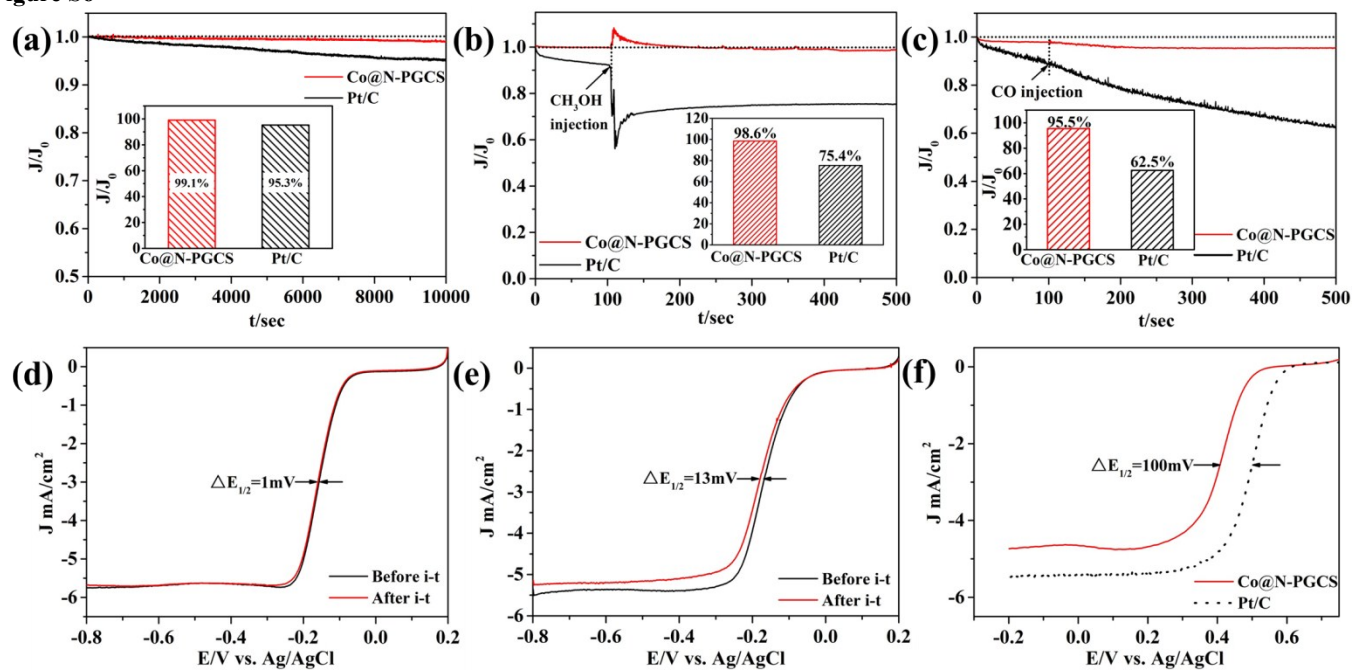 (a)
1.0
0.9
0.8
0.7
0.6
0.5
J/J0
Co@N-PGCS
Pt/C
100
80
60
40
20
0
J/J0
99.1%
95.3%
Co@N-PGCS Pt/C
0 2000 4000 6000 8000 10000
t/sec
(b)
1.2
1.0
0.8
0.6
0.4
0.2
0.0
J/J0
CH3OH
injection
120
100
80
60
40
20
0
98.6%
75.4%
Co@N-PGCS Pt/C
Co@N-PGCS
Pt/C
0 100 200 300 400 500
t/sec
(c)
1.0
0.8
0.6
0.4
0.2
0.0
J/J0
CO injection
100
80
60
40
20
0
J/J0
95.5%
62.5%
Co@N-PGCS Pt/C
Co@N-PGCS
Pt/C
0 100 200 300 400 500
t/sec
(d)
0
-1
-2
-3
-4
-5
-6
J mA/cm2
△E1/2=1mV
Before i-t
After i-t
-0.8 -0.6 -0.4 -0.2 0.0 0.2
E/V vs. Ag/AgCl
(e)
0
-1
-2
-3
-4
-5
-6
J mA/cm2
△E1/2=13mV
Before i-t
After i-t
-0.8 -0.6 -0.4 -0.2 0.0 0.2
E/V vs. Ag/AgCl
(f)
0
-2
-4
-6
J mA/cm2
△E1/2=100mV
Co@N-PGCS
Pt/C
-0.2 0.0 0.2 0.4 0.6
E/V vs. Ag/AgCl